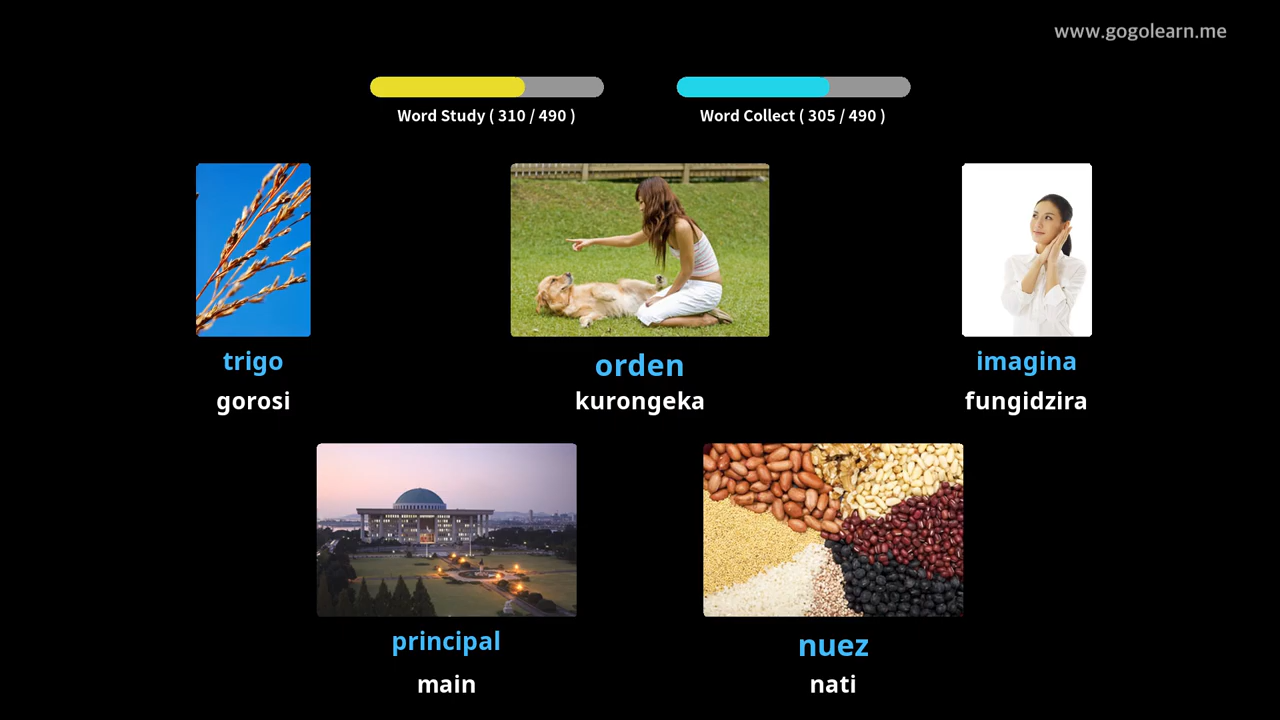 www.gogolearn.me
Word Study ( 310 / 490 )
Word Collect ( 305 / 490 )
trigo
gorosi
orden
kurongeka
imagina
fungidzira
principal
main
nuez
nati